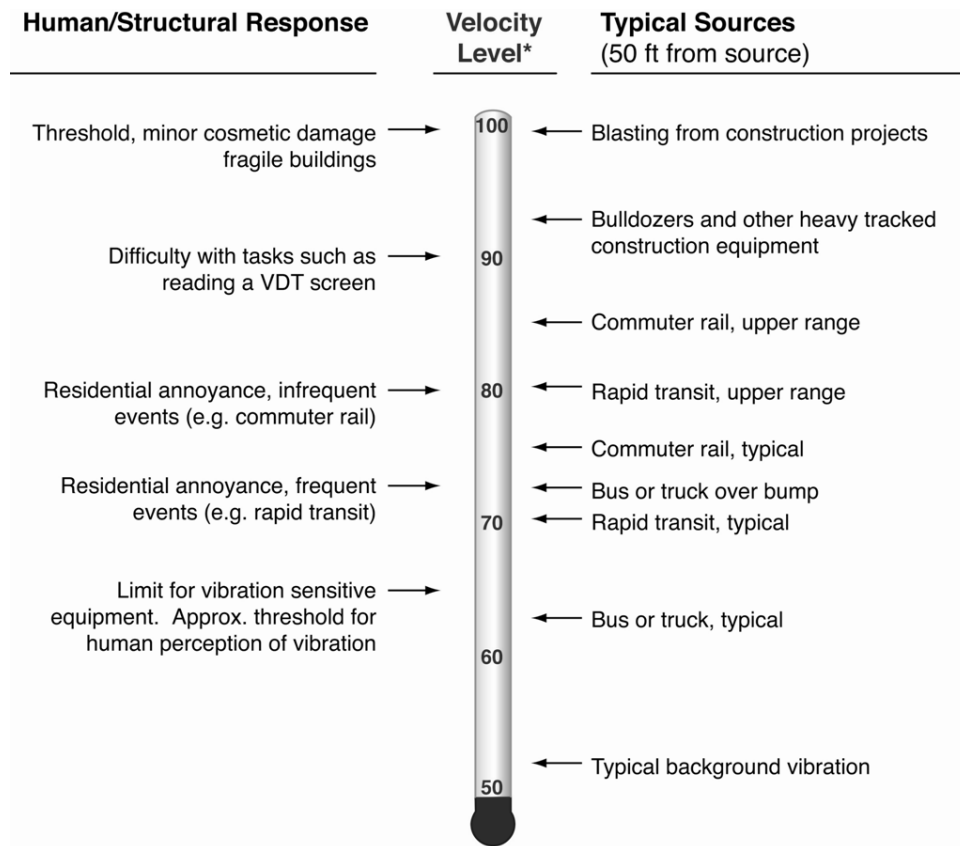 Human/Structural Response
Velocity
Level*
Typical Sources
(50 ft from source)
Threshold, minor cosmetic damage
fragile buildings
100
Blasting from construction projects
Bulldozers and other heavy tracked
construction equipment
Difficulty with tasks such as
reading a VDT screen
90
Commuter rail, upper range
Residential annoyance, infrequent
events (e.g. commuter rail)
80
Rapid transit, upper range
Commuter rail, typical
Residential annoyance, frequent
events (e.g. rapid transit)
Bus or truck over bump
70
Rapid transit, typical
Limit for vibration sensitive
equipment.  Approx. threshold for
human perception of vibration
Bus or truck, typical
60
Typical background vibration
50